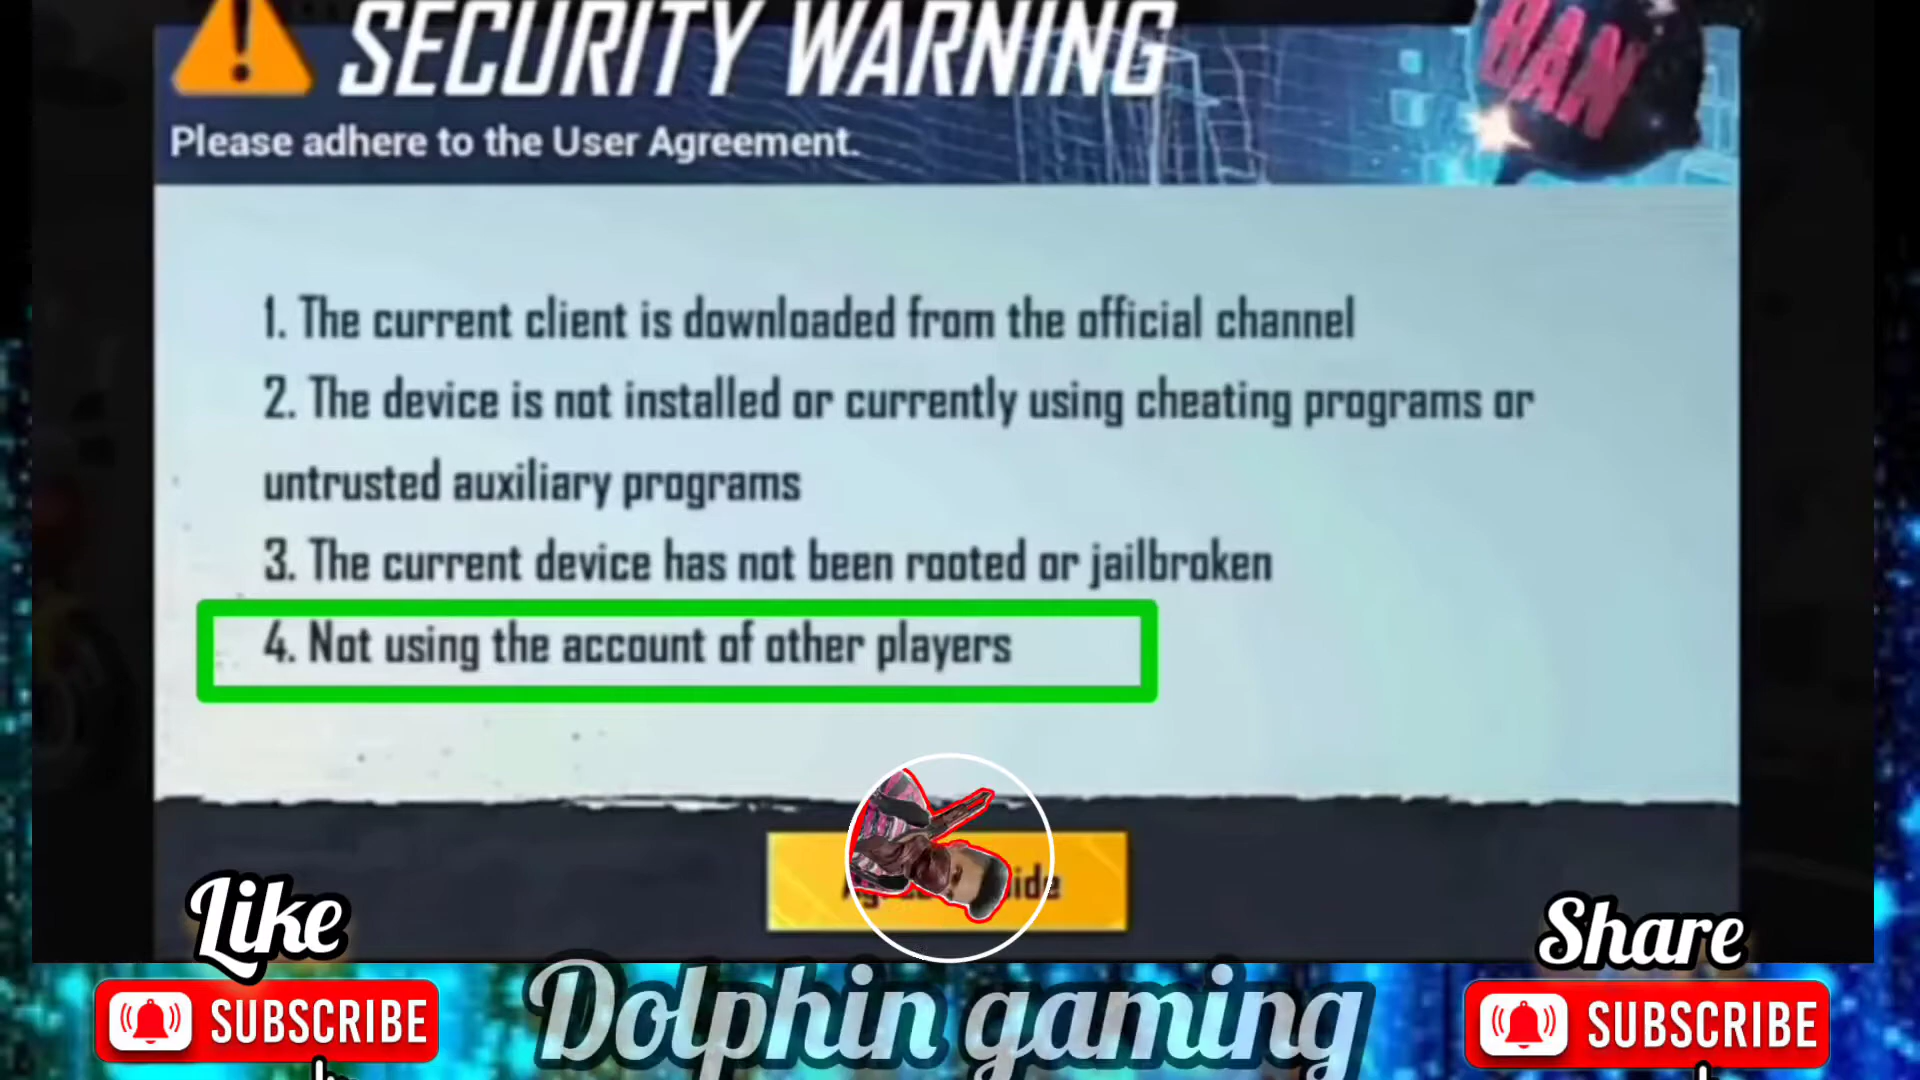 SECURITY WARNING
BAN
Please adhere to the User Agreement.
1. The current client is downloaded from the official channel
2. The device is not installed or currently using cheating programs or
untrusted auxiliary programs
3. The current device has not been rooted or jailbroken
4. Not using the account of other players
Like
Share
SUBSCRIBE
Dolphin gaming
SUBSCRIBE